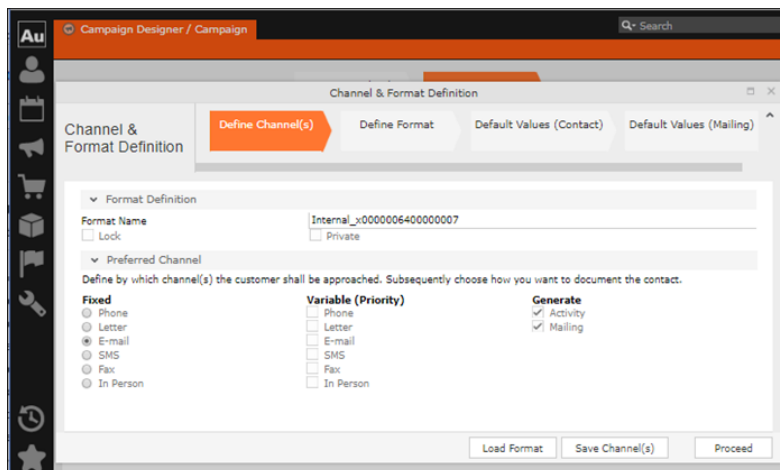 Au
Campaign Designer / Campaign
Search
Channel & Format Definition
Channel &
Format Definition
Define Channel(s)
Define Format
Default Values (Contact)
Default Values (Mailing)
Format Definition
Format Name
Internal_x0000006400000007
Lock
Private
Preferred Channel
Define by which channel(s) the customer shall be approached. Subsequently choose how you want to document the contact.
Fixed Variable (Priority) Generate
Phone Phone Activity
Letter Letter Mailing
E-mail E-mail
SMS SMS
Fax Fax
In Person In Person
Load Format Save Channel(s) Proceed